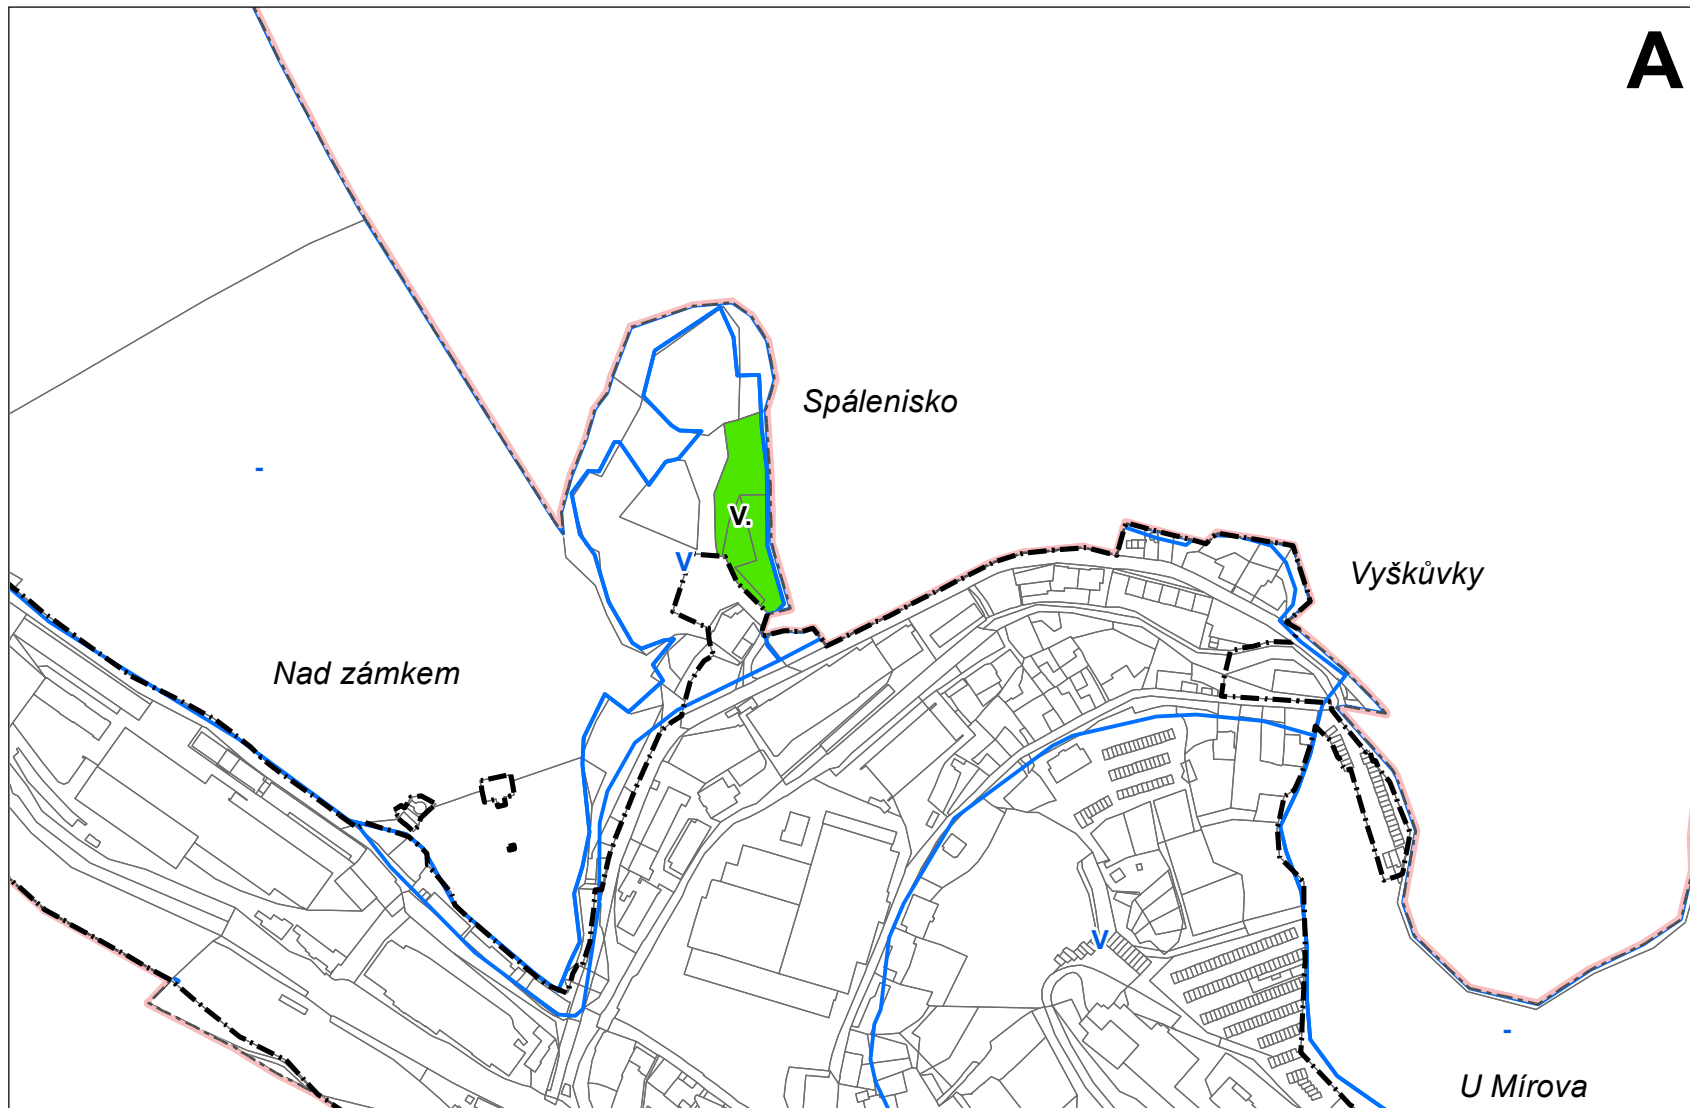 A
Spálenisko
-
V.
V
Vyškůvky
Nad zámkem
V
-
U Mírova